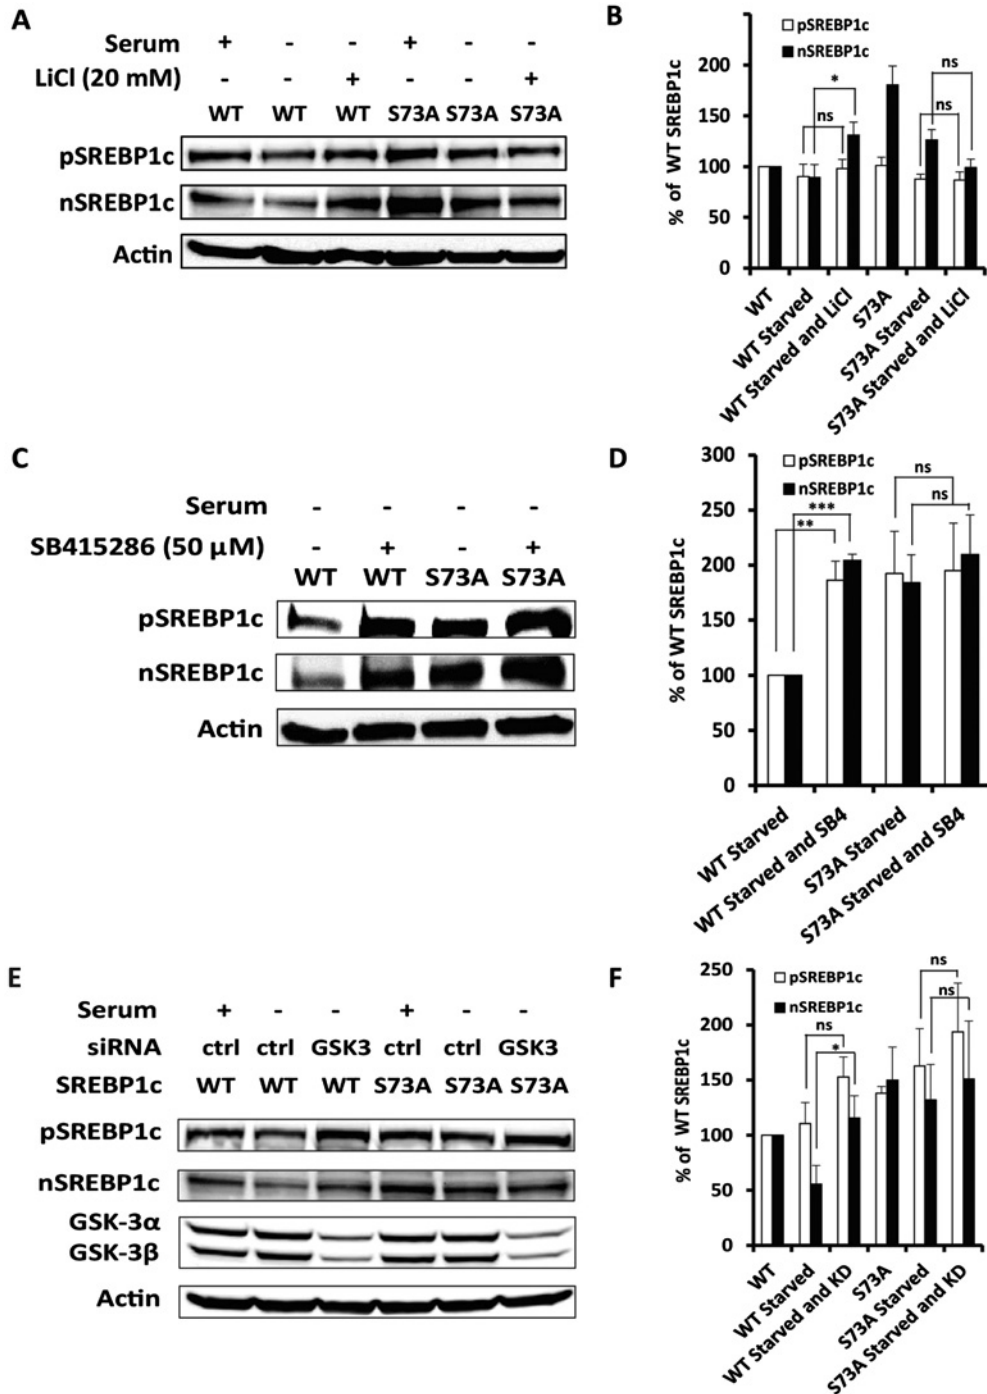 A
Serum + - - + - -
LiCl (20 mM) - - + - - +
WT WT WT S73A S73A S73A
pSREBP1c
nSREBP1c
Actin
B
pSREBP1c
nSREBP1c
% of WT SREBP1c
200
150
100
50
0
ns * ns ns
WT
WT Starved
WT Starved and LiCl
S73A
S73A Starved
S73A Starved and LiCl
C
Serum - - - -
SB415286 (50 µM) - + - +
WT WT S73A S73A
pSREBP1c
nSREBP1c
Actin
D
pSREBP1c
nSREBP1c
% of WT SREBP1c
300
250
200
150
100
50
0
*** ** ns ns
WT Starved
WT Starved and SB4
S73A Starved
S73A Starved and SB4
E
Serum + - - + - -
siRNA ctrl ctrl GSK3 ctrl ctrl GSK3
SREBP1c WT WT WT S73A S73A S73A
pSREBP1c
nSREBP1c
GSK-3α
GSK-3β
Actin
F
pSREBP1c
nSREBP1c
% of WT SREBP1c
250
200
150
100
50
0
ns * ns ns
WT
WT Starved
WT Starved and KD
S73A
S73A Starved
S73A Starved and KD